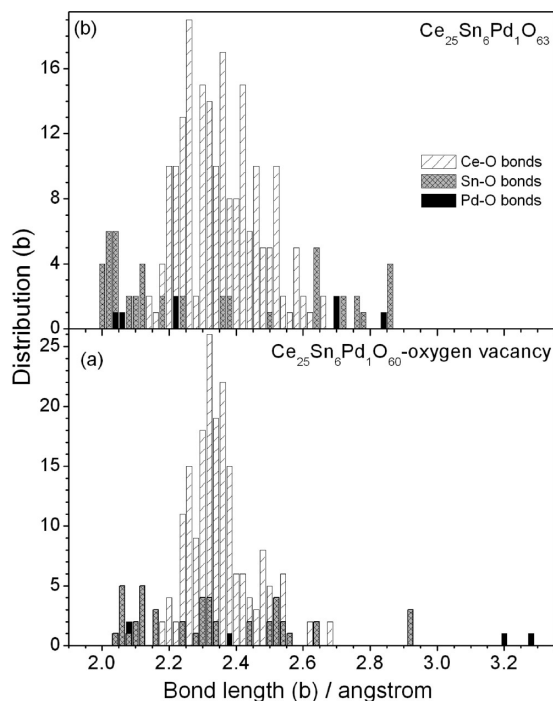 (b)
Ce₂₅Sn₆Pd₁O₆₃
Ce-O bonds
Sn-O bonds
Pd-O bonds
18
16
12
8
4
0
Distribution (b)
(a)
Ce₂₅Sn₆Pd₁O₆₀-oxygen vacancy
25
20
15
10
5
0
2.0 2.2 2.4 2.6 2.8 3.0 3.2
Bond length (b) / angstrom